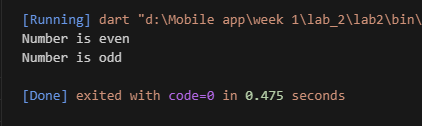 [Running] dart "d:\Mobile app\week 1\lab_2\lab2\bin\
Number is even
Number is odd
[Done] exited with code=0 in 0.475 seconds